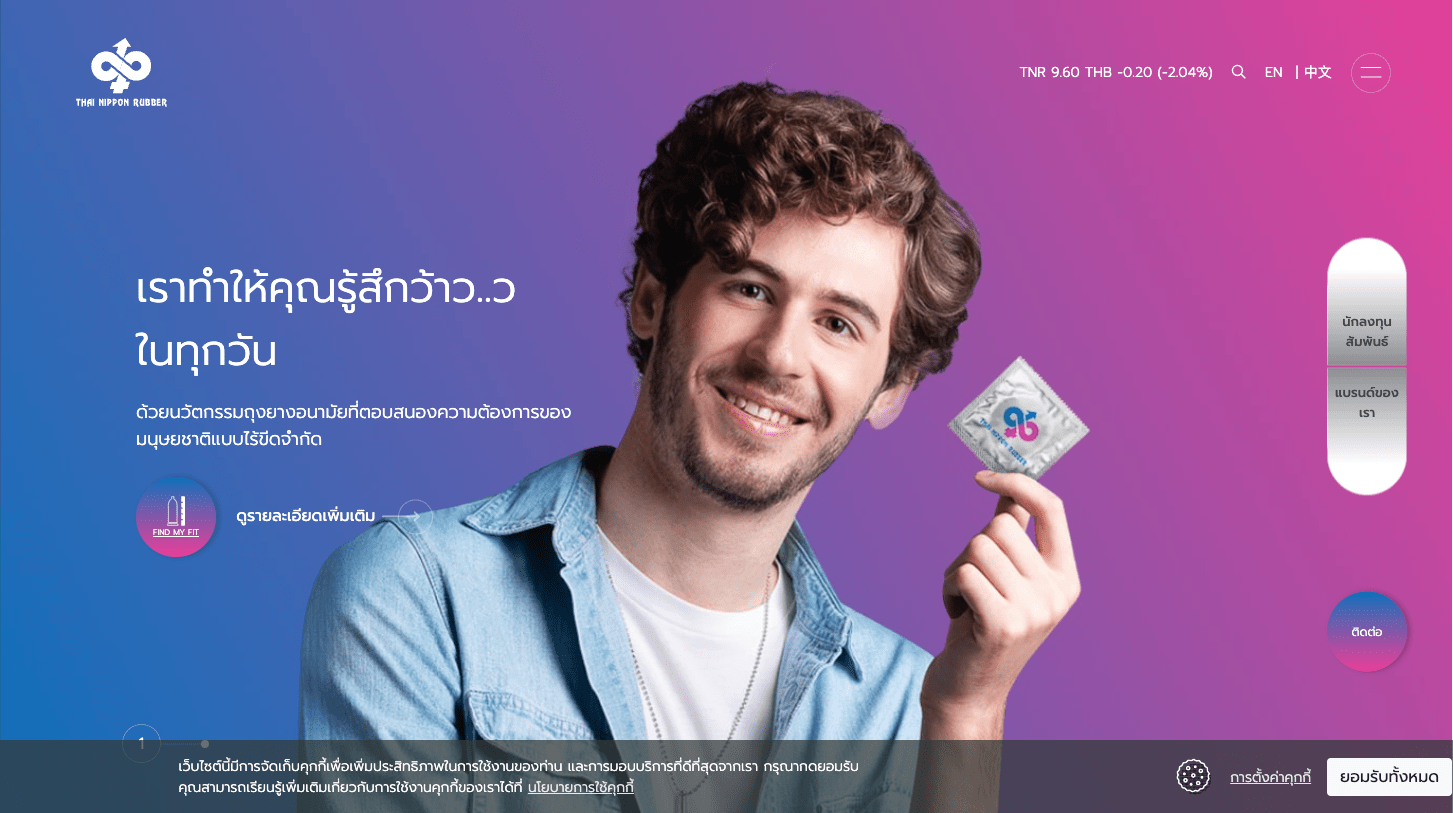 THAI NIPPON RUBBER
TNR 9.60 THB -0.20 (-2.04%)
EN | 中文
เราทำให้คุณรู้สึกว้าว..ว
ในทุกวัน
ด้วยนวัตกรรมถุงยางอนามัยที่ตอบสนองความต้องการของ
มนุษยชาติแบบไร้ขีดจำกัด
FIND MY FIT
ดูรายละเอียดเพิ่มเติม
THAI NIPPON RUBBER
นักลงทุน
สัมพันธ์
แบรนด์ของ
เรา
ติดต่อ
1
เว็บไซต์นี้มีการจัดเก็บคุกกี้เพื่อเพิ่มประสิทธิภาพในการใช้งานของท่าน และการมอบบริการที่ดีที่สุดจากเรา กรุณากดยอมรับ
คุณสามารถเรียนรู้เพิ่มเติมเกี่ยวกับการใช้งานคุกกี้ของเราได้ที่ นโยบายการใช้คุกกี้
การตั้งค่าคุกกี้
ยอมรับทั้งหมด